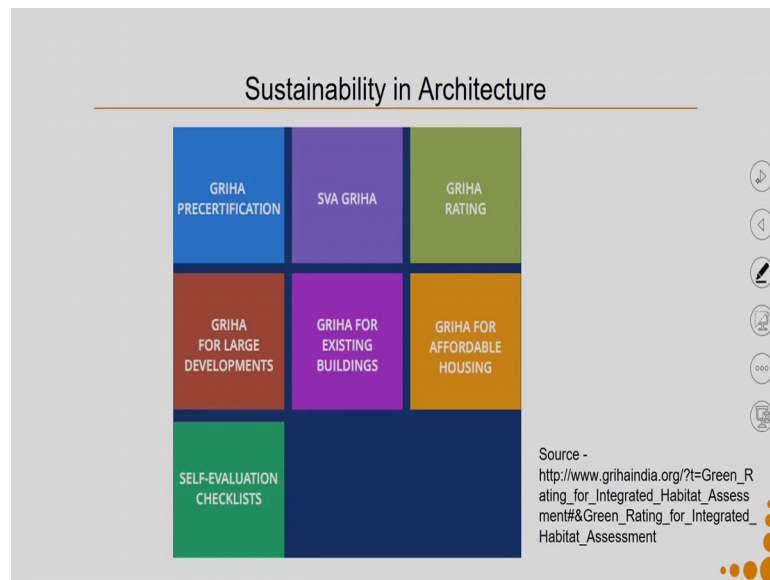 Sustainability in Architecture
GRIHA
PRECERTIFICATION
SVA GRIHA
GRIHA
RATING
GRIHA
FOR LARGE
DEVELOPMENTS
GRIHA FOR
EXISTING
BUILDINGS
GRIHA FOR
AFFORDABLE
HOUSING
SELF-EVALUATION
CHECKLISTS
Source -
http://www.grihaindia.org/?t=Green_R
ating_for_Integrated_Habitat_Assess
ment#&Green_Rating_for_Integrated_
Habitat_Assessment